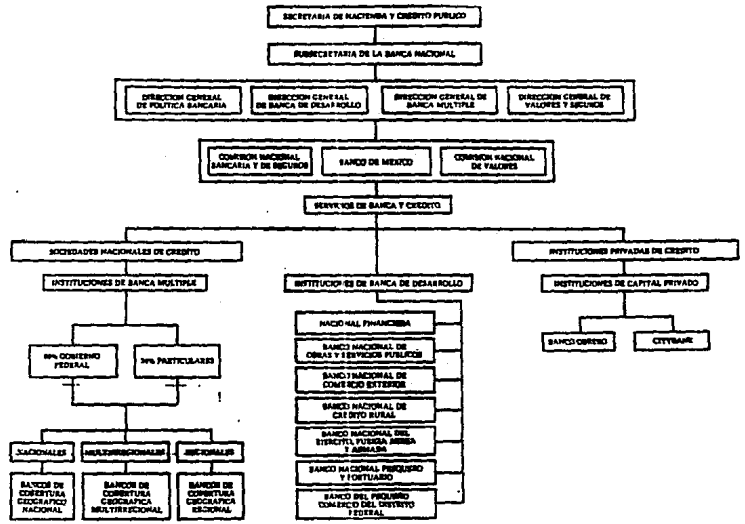 SECRETARIA DE HACIENDA Y CREDITO PUBLICO
SUBSECRETARIA DE LA BANCA NACIONAL
DIRECCION GENERAL
DE POLITICA BANCARIA
DIRECCION GENERAL
DE BANCA DE DESARROLLO
DIRECCION GENERAL DE
BANCA MULTIPLE
DIRECCION GENERAL DE
VALORES Y SEGUROS
COMISION NACIONAL
BANCARIA Y DE SEGUROS
BANCO DE MEXICO
COMISION NACIONAL
DE VALORES
SERVICIOS DE BANCA Y CREDITO
SOCIEDADES NACIONALES DE CREDITO
INSTITUCIONES PRIVADAS DE CREDITO
INSTITUCIONES DE BANCA MULTIPLE
INSTITUCIONES DE BANCA DE DESARROLLO
INSTITUCIONES DE CAPITAL PRIVADO
GOBIERNO
FEDERAL
PARTICULARES
NACIONAL FINANCIERA
BANCO NACIONAL DE
OBRAS Y SERVICIOS PUBLICOS
BANCO NACIONAL DE
COMERCIO EXTERIOR
BANCO NACIONAL DE
CREDITO RURAL
BANCO NACIONAL DEL
EJERCITO, FUERZA AEREA
Y ARMADA
BANCO NACIONAL PESQUERO
Y PORTUARIO
BANCO DEL PEQUEÑO
COMERCIO DEL DISTRITO
FEDERAL
BANCO OBRERO
CITYBANK
NACIONALES
MULTIREGIONALES
REGIONALES
BANCOS DE
COBERTURA
GEOGRAFICO
NACIONAL
BANCOS DE
COBERTURA
GEOGRAFICA
MULTIREGIONAL
BANCOS DE
COBERTURA
GEOGRAFICA
REGIONAL